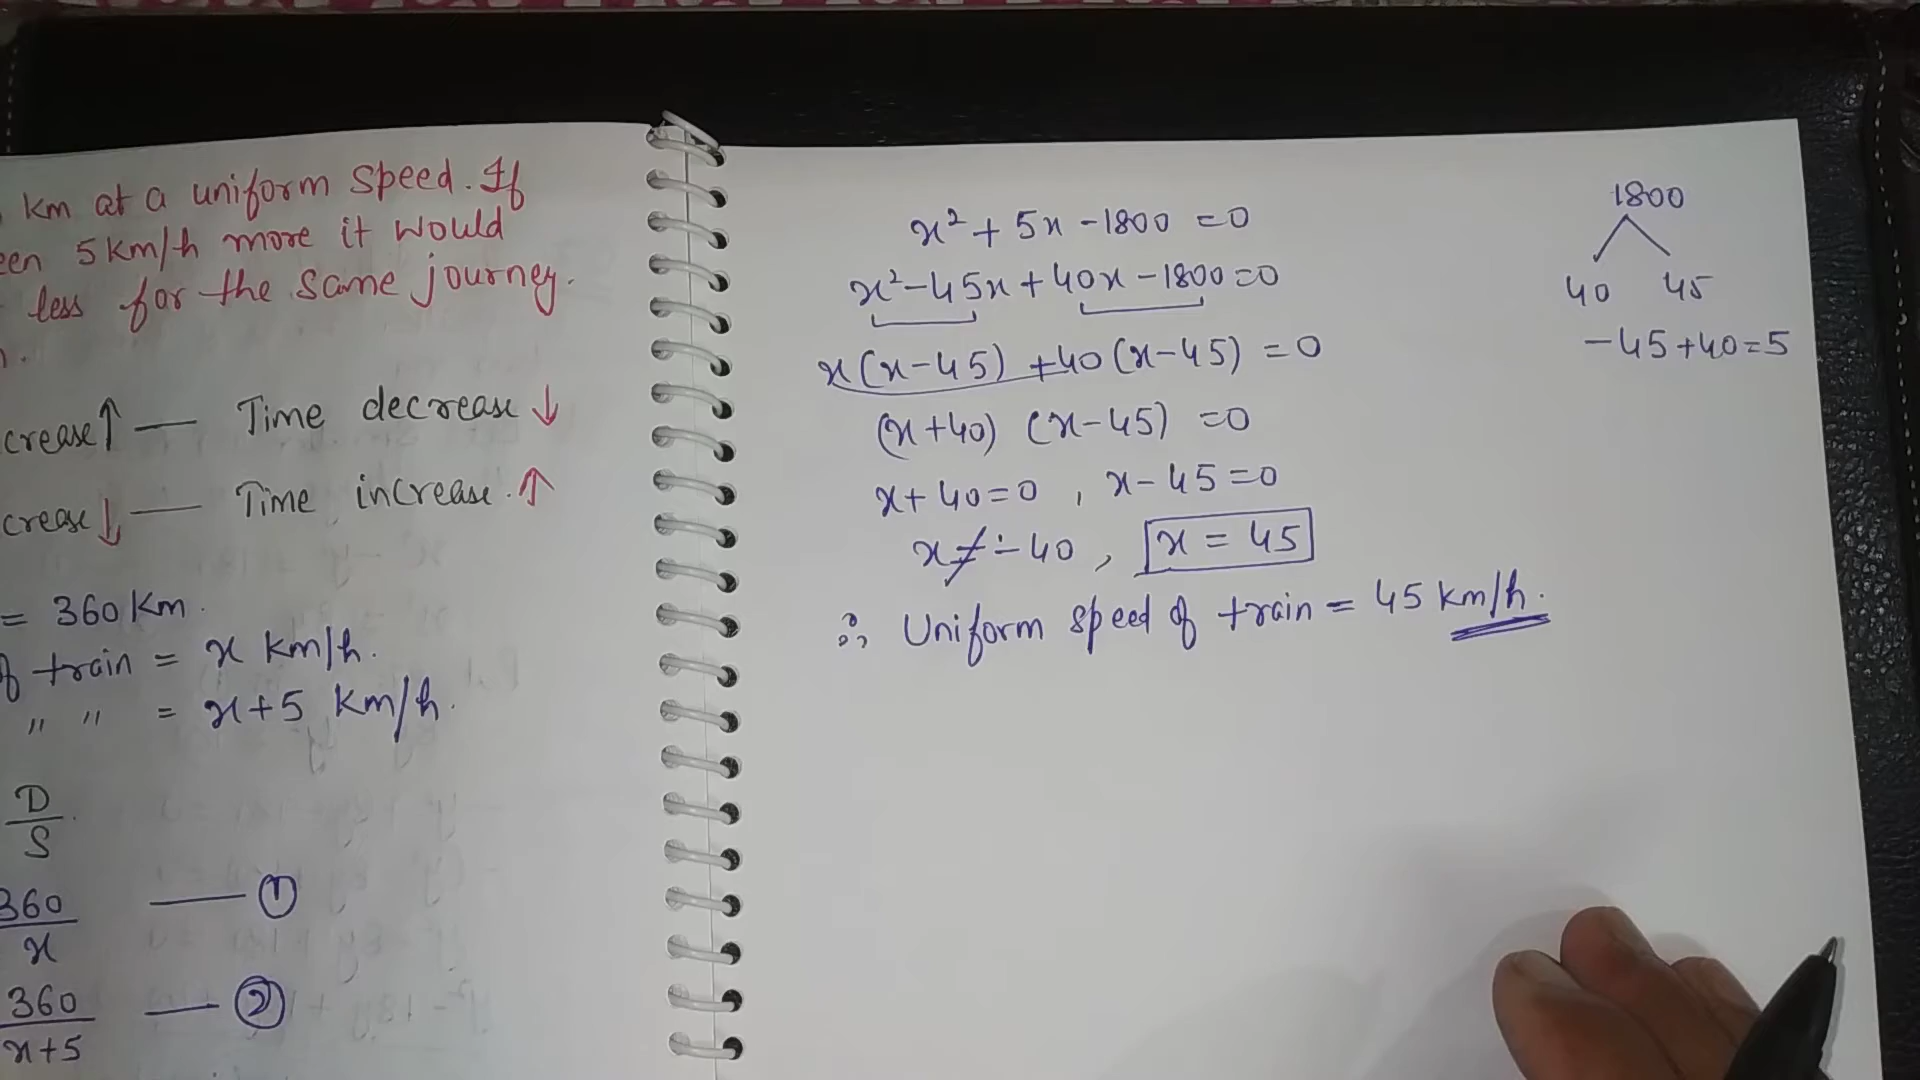 km at a uniform speed. If
5 km/h more it would
less for the same journey.
crease↑ — Time decrease ↓
crease↓ — Time increase. ↑
= 360 Km.
train = x km/h.
" " = x+5 km/h.
D
S
360 — ①
x
360 — ②
x+5
x² + 5x - 1800 = 0
x² - 45x + 40x - 1800 = 0
x(x-45) + 40(x-45) = 0
(x+40) (x-45) = 0
x+40=0 , x-45=0
x ≠ -40 , x = 45
∴ Uniform speed of train = 45 km/h.
1800
40 45
-45+40=5